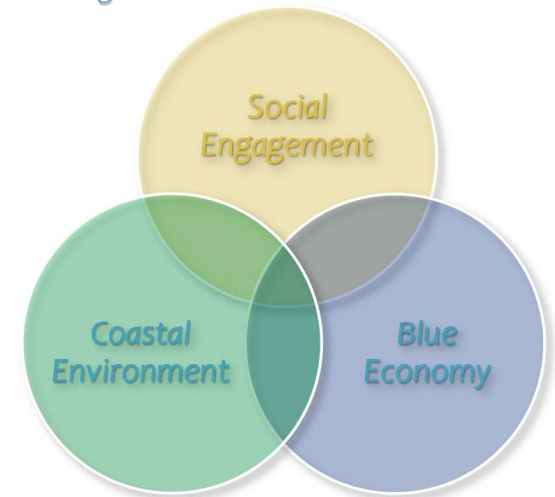 Social
Engagement
Coastal
Environment
Blue
Economy